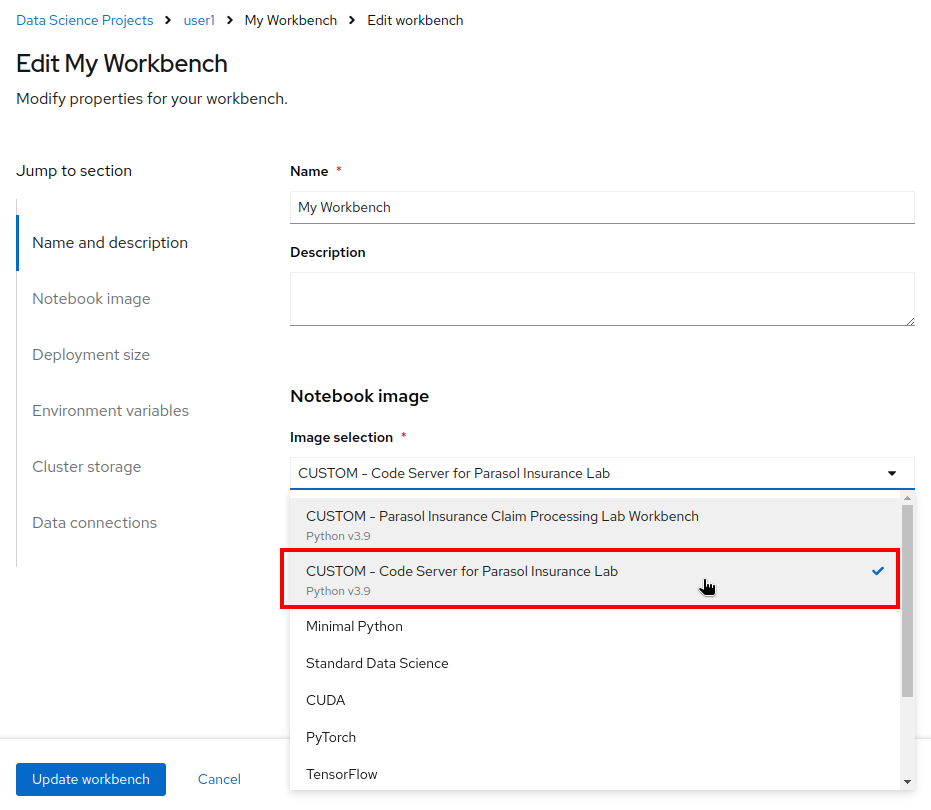 Data Science Projects > user1 > My Workbench > Edit workbench
Edit My Workbench
Modify properties for your workbench.
Jump to section
Name and description
Notebook image
Deployment size
Environment variables
Cluster storage
Data connections
Name *
My Workbench
Description
Notebook image
Image selection *
CUSTOM - Code Server for Parasol Insurance Lab
CUSTOM - Parasol Insurance Claim Processing Lab Workbench
Python v3.9
CUSTOM - Code Server for Parasol Insurance Lab
Python v3.9
Minimal Python
Standard Data Science
CUDA
PyTorch
TensorFlow
Update workbench
Cancel